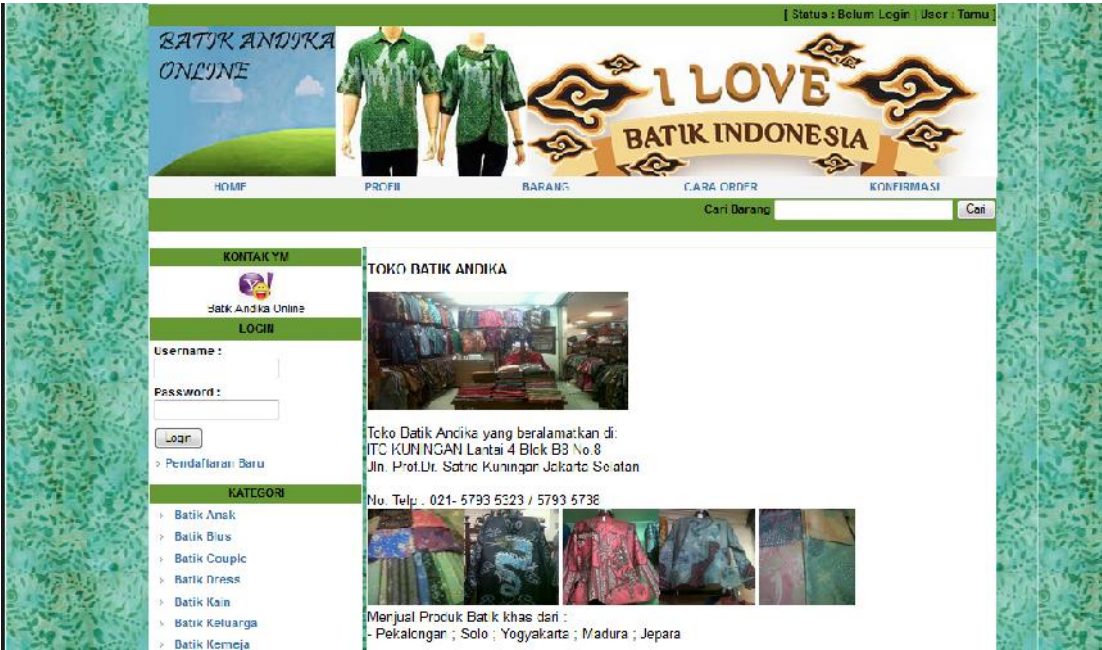 [ Status : Belum Login | User : Tamu ]
BATIK ANDIKA
ONLINE
I LOVE
BATIK INDONESIA
HOME
PROFIL
BARANG
CARA ORDER
KONFIRMASI
Cari Barang
Cari
KONTAK YM
Batik Andika Online
LOGIN
Username :
Password :
Login
Pendaftaran Baru
KATEGORI
Batik Anak
Batik Blus
Batik Couple
Batik Dress
Batik Kain
Batik Keluarga
Batik Kemeja
TOKO BATIK ANDIKA
Toko Batik Andika yang beralamatkan di:
ITC KUNINGAN Lantai 4 Blok B8 No.8
Jln. Prof.Dr. Satrio Kuningan Jakarta Selatan
No. Telp : 021- 5793 5323 / 5793 5738
Menjual Produk Batik khas dari :
- Pekalongan ; Solo ; Yogyakarta ; Madura ; Jepara